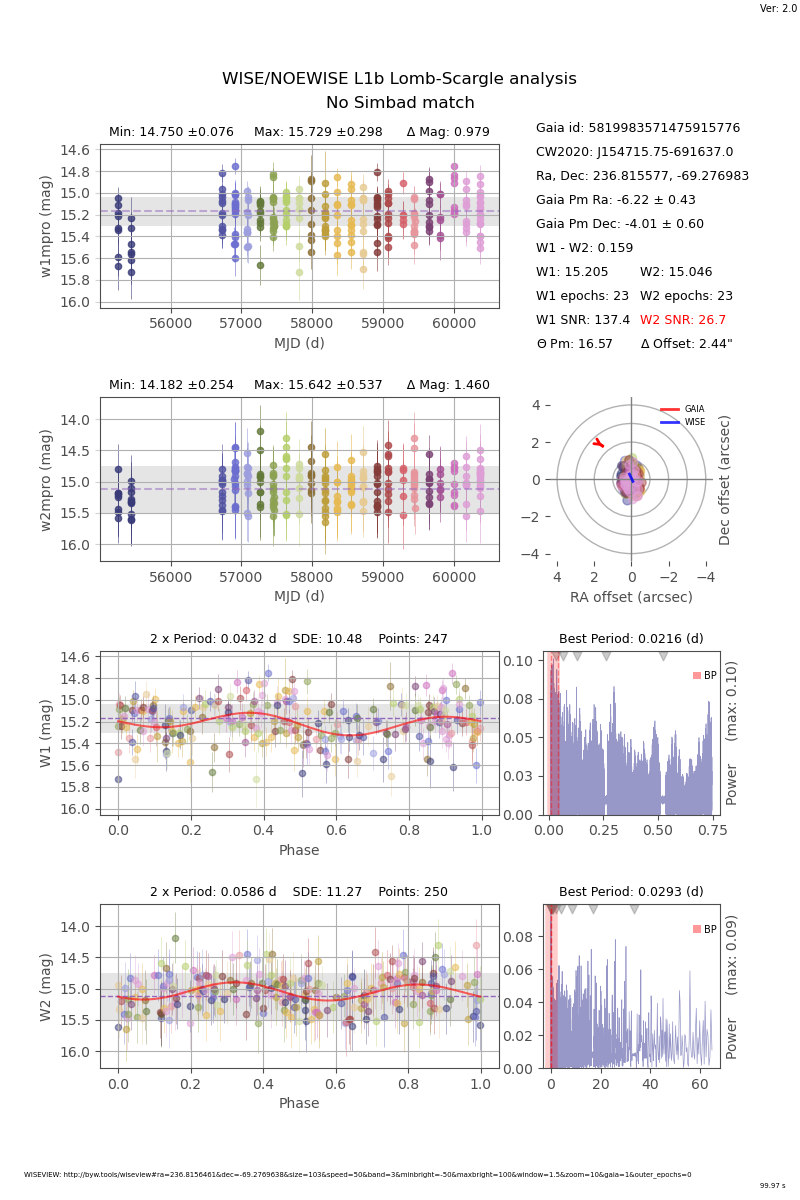 Ver: 2.0
WISE/NOEWISE L1b Lomb-Scargle analysis
No Simbad match
Min: 14.750 ±0.076 Max: 15.729 ±0.298 Δ Mag: 0.979
14.6
14.8
15.0
15.2
15.4
15.6
15.8
16.0
w1mpro (mag)
56000 57000 58000 59000 60000
MJD (d)
Gaia id: 5819983571475915776
CW2020: J154715.75-691637.0
Ra, Dec: 236.815577, -69.276983
Gaia Pm Ra: -6.22 ± 0.43
Gaia Pm Dec: -4.01 ± 0.60
W1 - W2: 0.159
W1: 15.205 W2: 15.046
W1 epochs: 23 W2 epochs: 23
W1 SNR: 137.4 W2 SNR: 26.7
Θ Pm: 16.57 Δ Offset: 2.44"
Min: 14.182 ±0.254 Max: 15.642 ±0.537 Δ Mag: 1.460
14.0
14.5
15.0
15.5
16.0
w2mpro (mag)
56000 57000 58000 59000 60000
MJD (d)
GAIA
WISE
4
2
0
−2
−4
Dec offset (arcsec)
4 2 0 −2 −4
RA offset (arcsec)
2 x Period: 0.0432 d SDE: 10.48 Points: 247
14.6
14.8
15.0
15.2
15.4
15.6
15.8
16.0
W1 (mag)
0.0 0.2 0.4 0.6 0.8 1.0
Phase
Best Period: 0.0216 (d)
BP
0.10
0.08
0.05
0.03
0.00
Power (max: 0.10)
0.00 0.25 0.50 0.75
2 x Period: 0.0586 d SDE: 11.27 Points: 250
14.0
14.5
15.0
15.5
16.0
W2 (mag)
0.0 0.2 0.4 0.6 0.8 1.0
Phase
Best Period: 0.0293 (d)
BP
0.08
0.06
0.04
0.02
0.00
Power (max: 0.09)
0 20 40 60
WISEVIEW: http://byw.tools/wiseview#ra=236.8156461&dec=-69.2769638&size=103&speed=50&band=3&minbright=-50&maxbright=100&window=1.5&zoom=10&gaia=1&outer_epochs=0
99.97 s